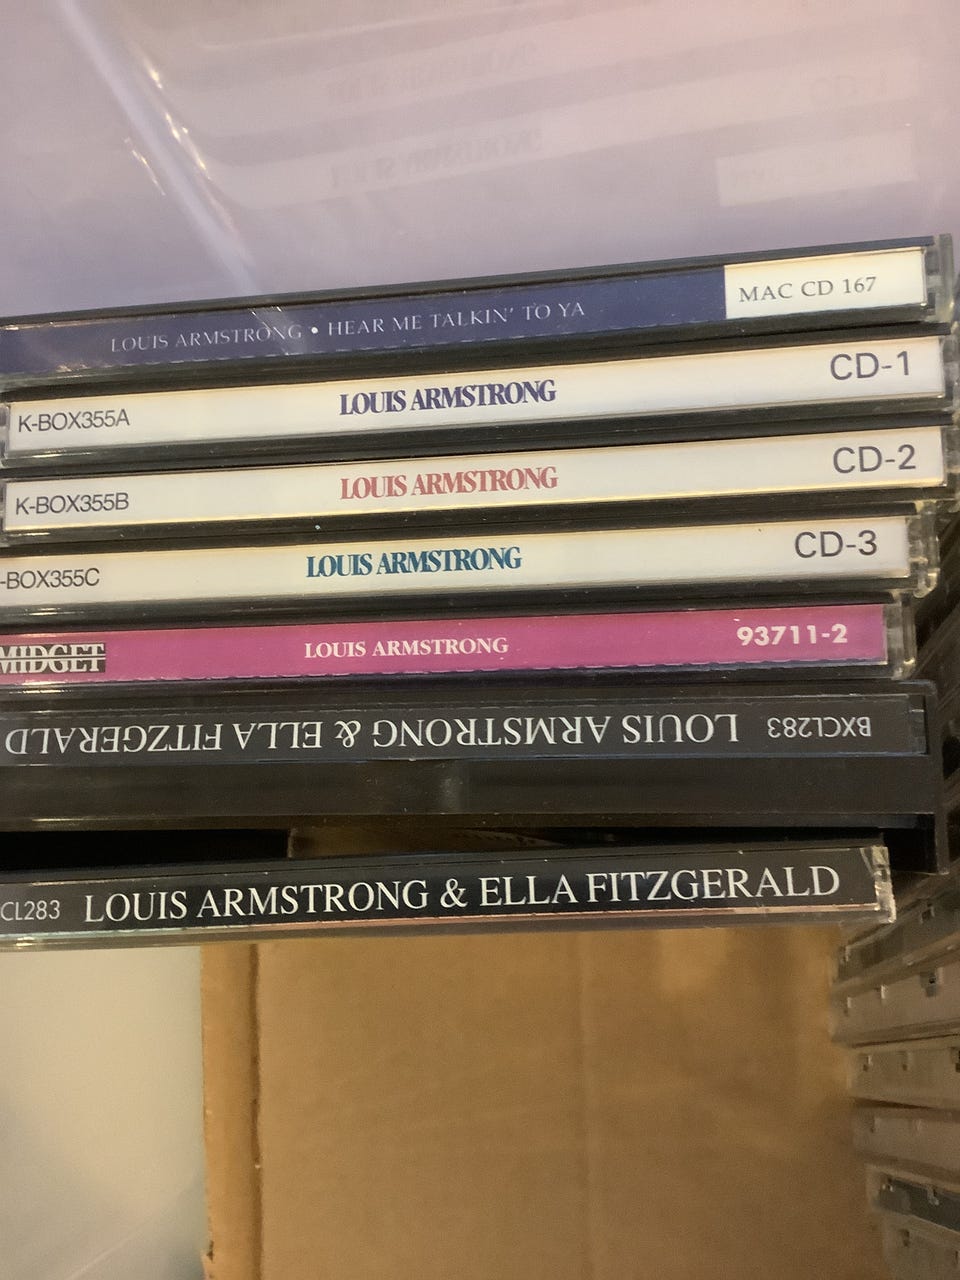 LOUIS ARMSTRONG • HEAR ME TALKIN' TO YA MAC CD 167
K-BOX355A LOUIS ARMSTRONG CD-1
K-BOX355B LOUIS ARMSTRONG CD-2
-BOX355C LOUIS ARMSTRONG CD-3
MIDGET LOUIS ARMSTRONG 93711-2
BXCL283 LOUIS ARMSTRONG & ELLA FITZGERALD
CL283 LOUIS ARMSTRONG & ELLA FITZGERALD